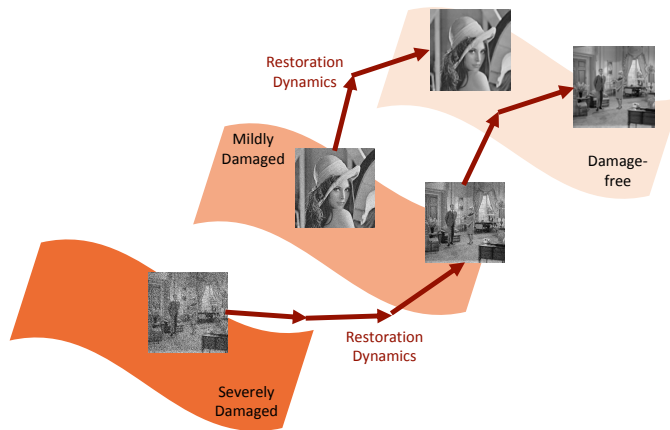 Restoration
Dynamics
Mildly
Damaged
Damage-
free
Restoration
Dynamics
Severely
Damaged